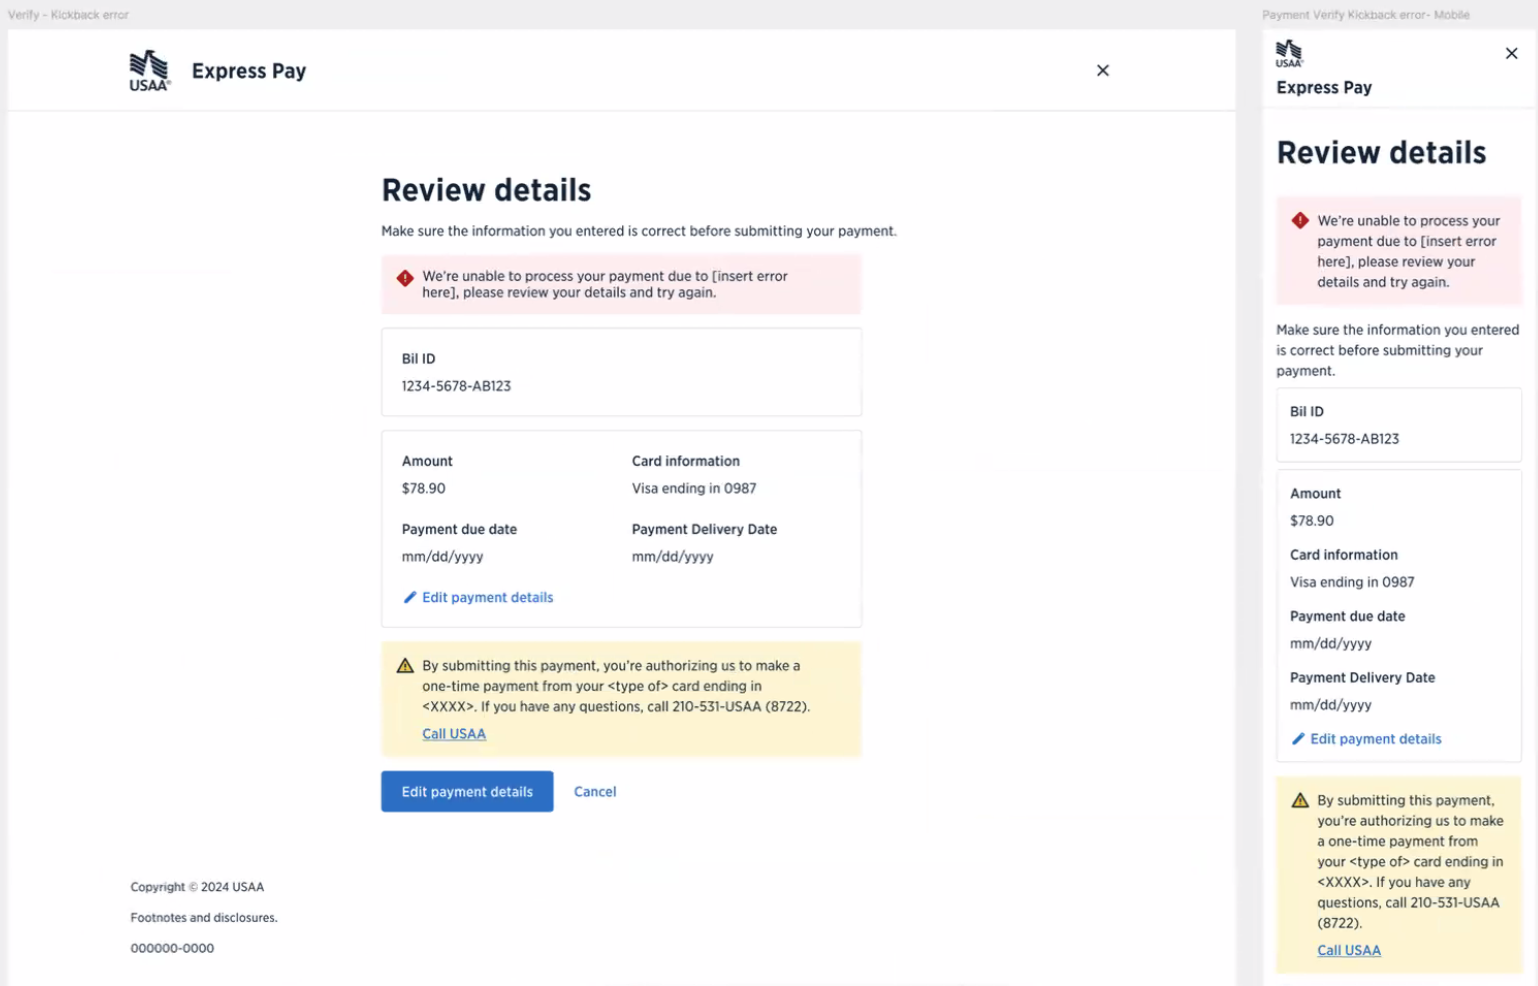 Verify - Kickback error
USAA®
Express Pay
Review details
Make sure the information you entered is correct before submitting your payment.
We're unable to process your payment due to [insert error
here], please review your details and try again.
Bil ID
1234-5678-AB123
Amount
$78.90
Card information
Visa ending in 0987
Payment due date
mm/dd/yyyy
Payment Delivery Date
mm/dd/yyyy
Edit payment details
By submitting this payment, you're authorizing us to make a
one-time payment from your <type of> card ending in
<XXXX>. If you have any questions, call 210-531-USAA (8722).
Call USAA
Edit payment details
Cancel
Copyright © 2024 USAA
Footnotes and disclosures.
000000-0000
Payment Verify Kickback error- Mobile
USAA®
Express Pay
Review details
We're unable to process your
payment due to [insert error
here], please review your
details and try again.
Make sure the information you entered
is correct before submitting your
payment.
Bil ID
1234-5678-AB123
Amount
$78.90
Card information
Visa ending in 0987
Payment due date
mm/dd/yyyy
Payment Delivery Date
mm/dd/yyyy
Edit payment details
By submitting this payment,
you're authorizing us to make
a one-time payment from
your <type of> card ending in
<XXXX>. If you have any
questions, call 210-531-USAA
(8722).
Call USAA